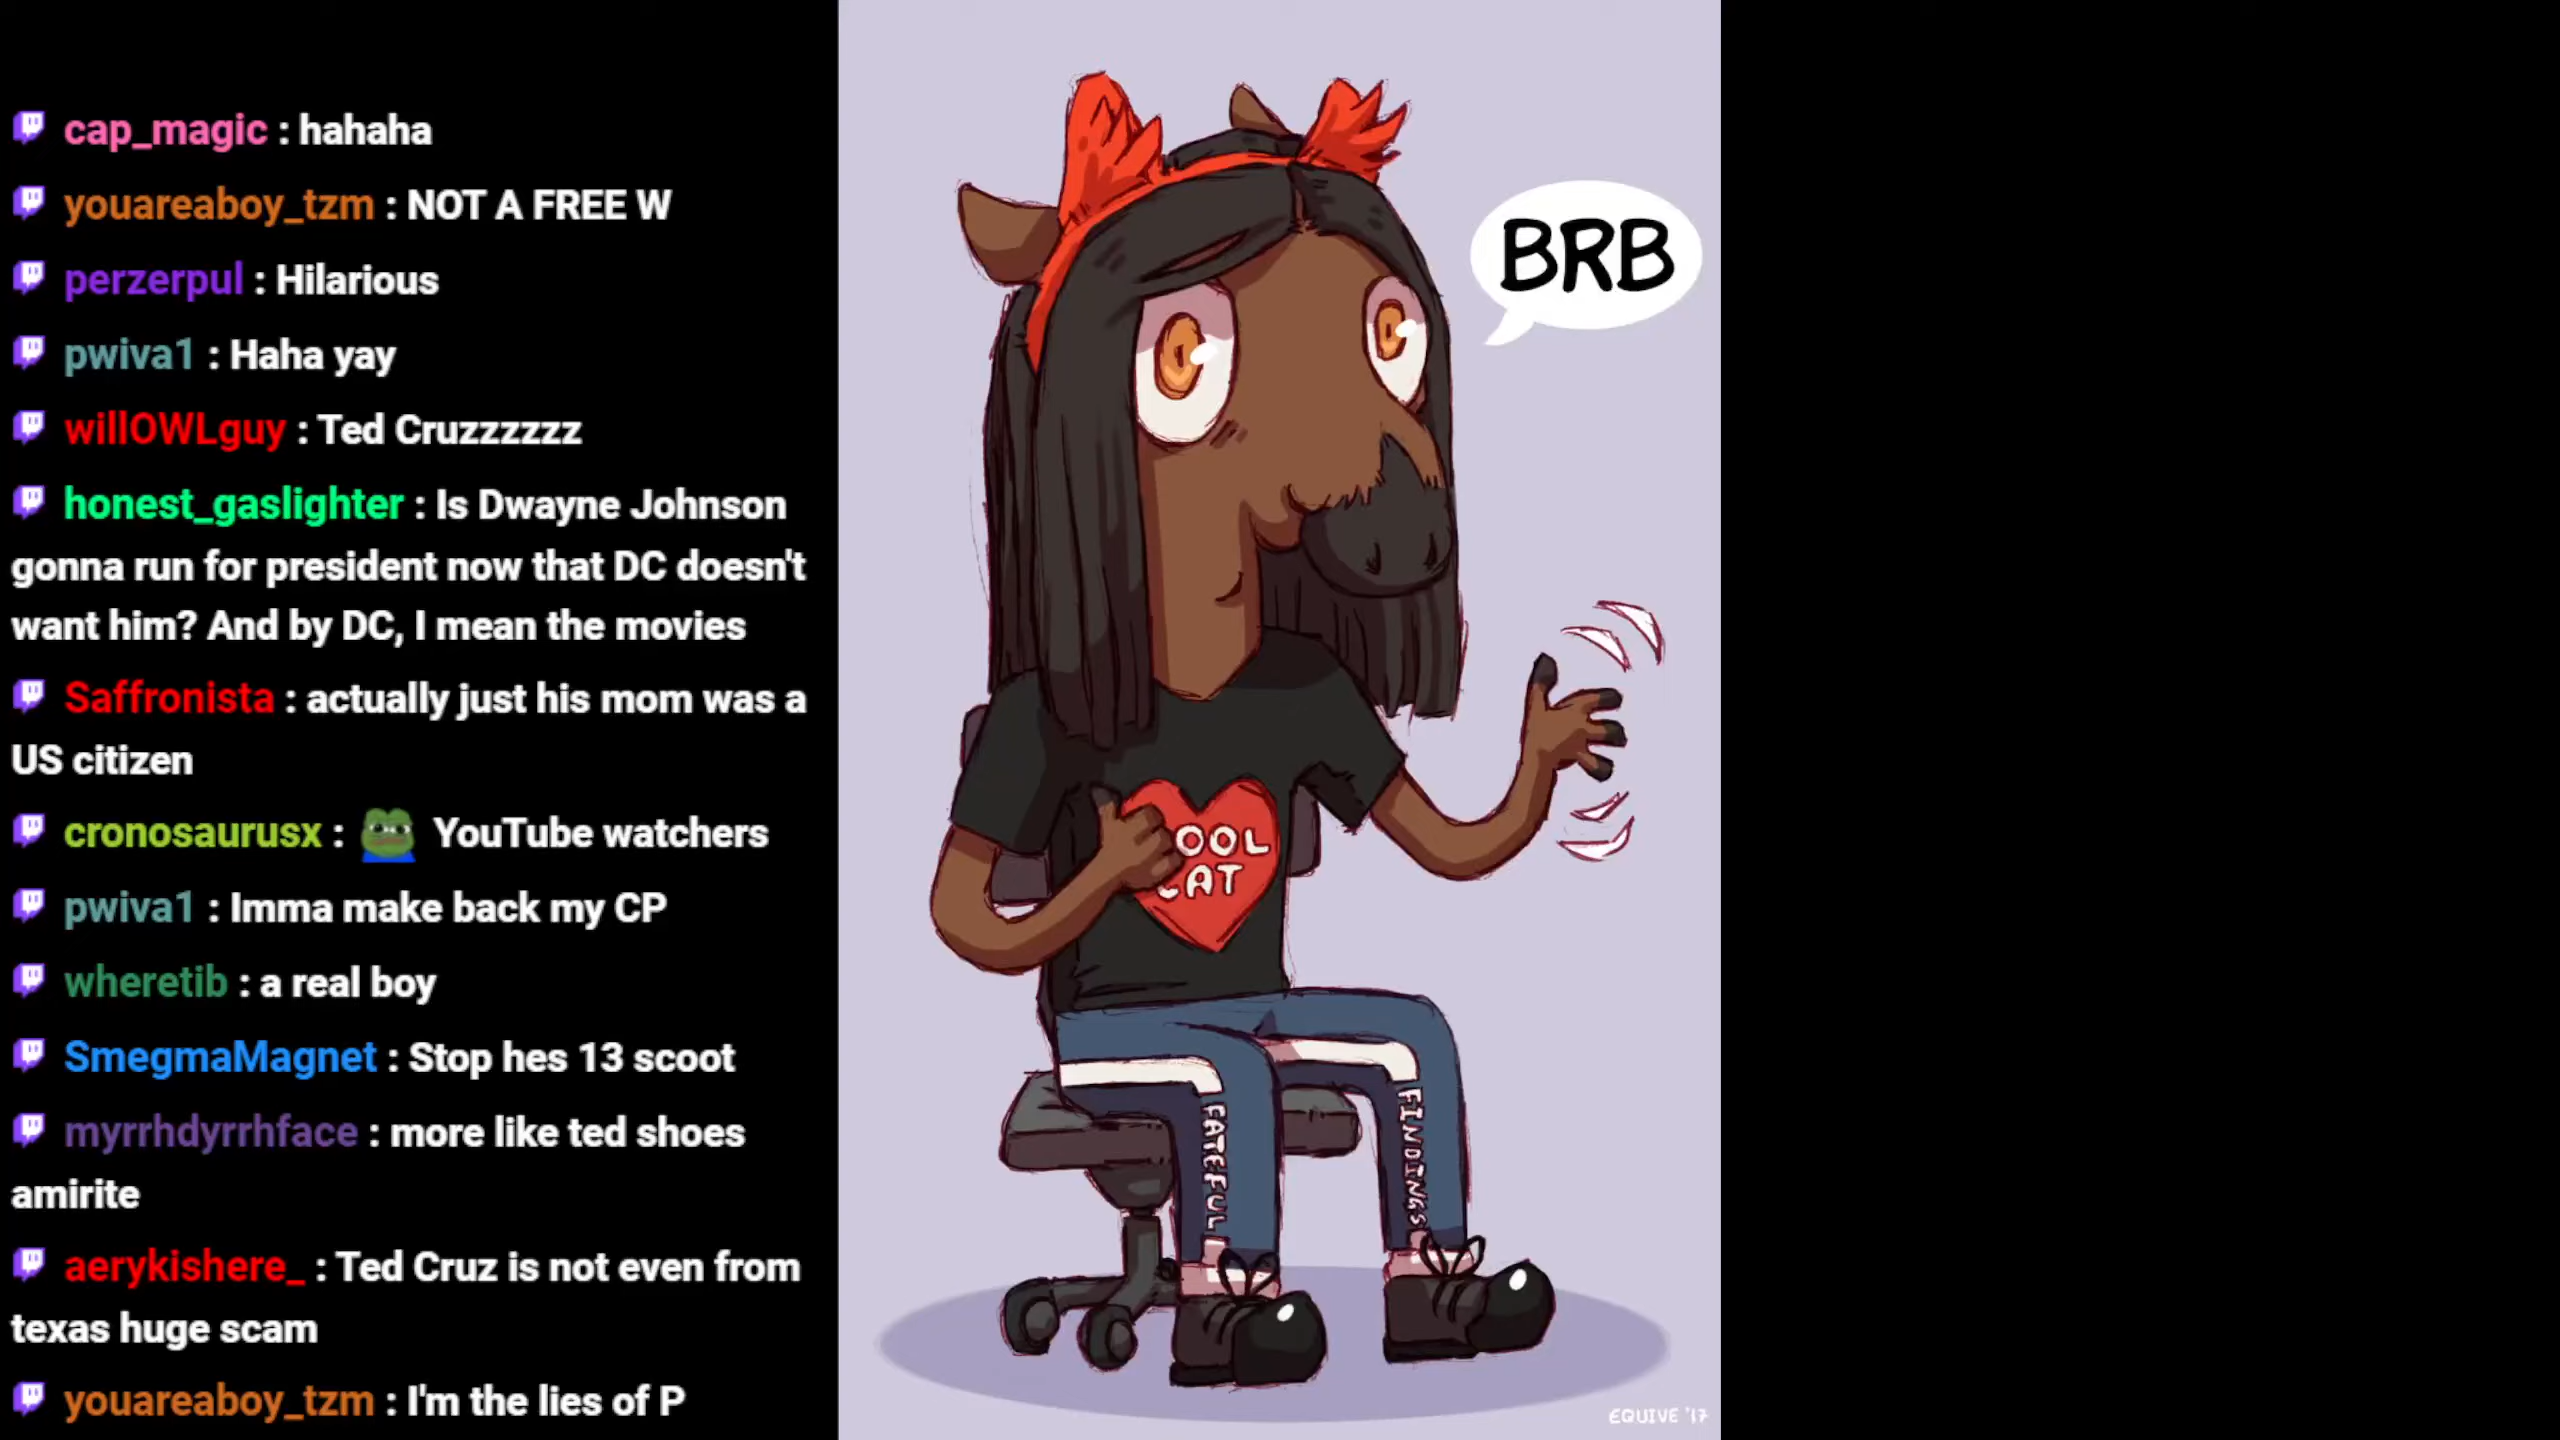 cap_magic : hahaha
youareaboy_tzm : NOT A FREE W
perzerpul : Hilarious
pwiva1 : Haha yay
willOWLguy : Ted Cruzzzzzz
honest_gaslighter : Is Dwayne Johnson
gonna run for president now that DC doesn't
want him? And by DC, I mean the movies
Saffronista : actually just his mom was a
US citizen
cronosaurusx : YouTube watchers
pwiva1 : Imma make back my CP
wheretib : a real boy
SmegmaMagnet : Stop hes 13 scoot
myrrhdyrrhface : more like ted shoes
amirite
aerykishere_ : Ted Cruz is not even from
texas huge scam
youareaboy_tzm : I'm the lies of P
BRB
OOL
CAT
FATEFUL
FINDINGS
EQUIVE '17